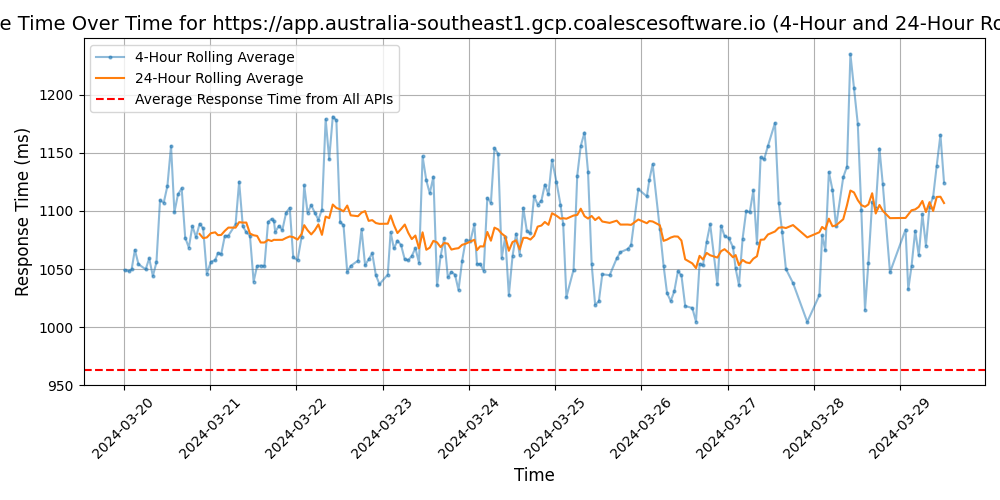 e Time Over Time for https://app.australia-southeast1.gcp.coalescesoftware.io (4-Hour and 24-Hour Ro
4-Hour Rolling Average
24-Hour Rolling Average
Average Response Time from All APIs
Response Time (ms)
1200
1150
1100
1050
1000
950
2024-03-20
2024-03-21
2024-03-22
2024-03-23
2024-03-24
2024-03-25
2024-03-26
2024-03-27
2024-03-28
2024-03-29
Time